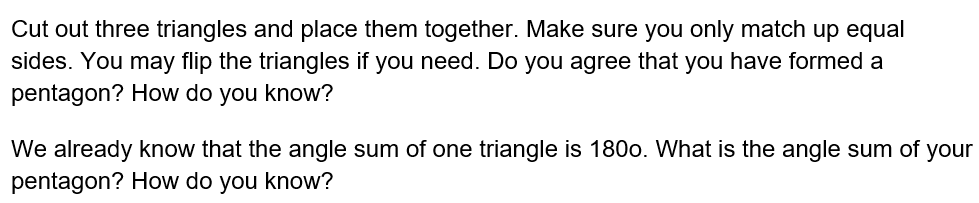 Cut out three triangles and place them together. Make sure you only match up equal
sides. You may flip the triangles if you need. Do you agree that you have formed a
pentagon? How do you know?
We already know that the angle sum of one triangle is 180o. What is the angle sum of your
pentagon? How do you know?